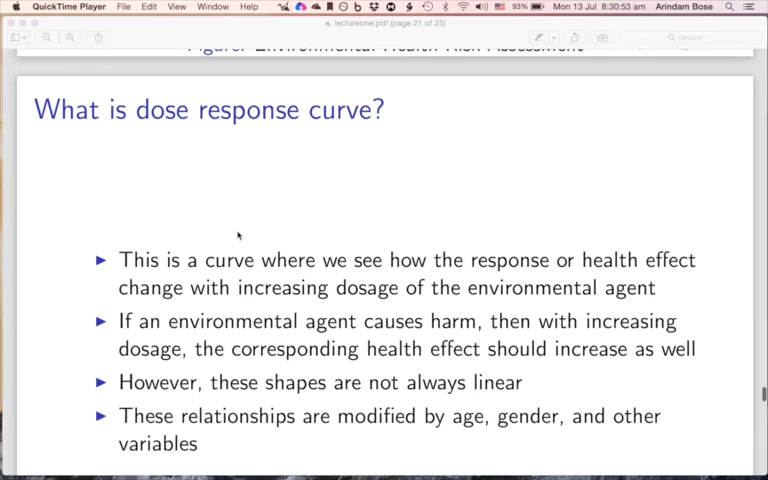 QuickTime Player File Edit View Window Help 93% Mon 13 Jul 8:30:53 am Arindam Bose
lectureone.pdf (page 21 of 25)
Search
Figure: Environmental Health Risk Assessment
What is dose response curve?
This is a curve where we see how the response or health effect
change with increasing dosage of the environmental agent
If an environmental agent causes harm, then with increasing
dosage, the corresponding health effect should increase as well
However, these shapes are not always linear
These relationships are modified by age, gender, and other
variables